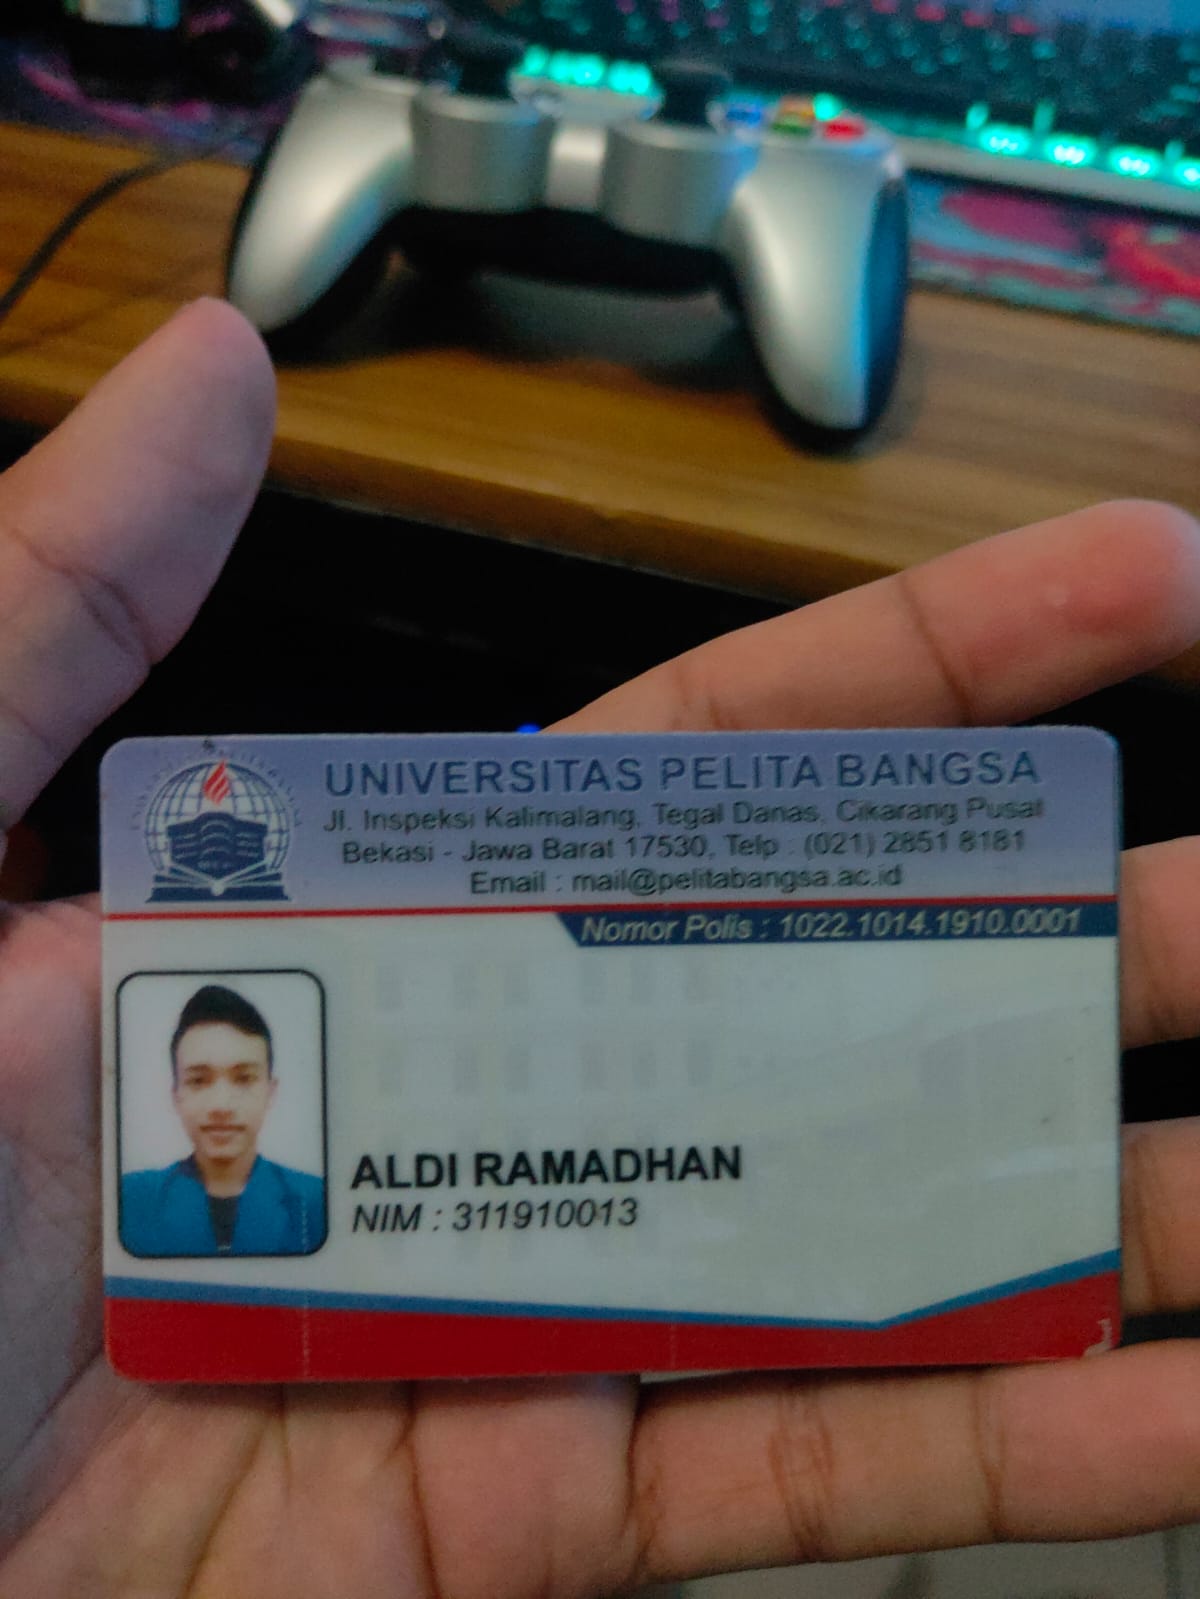 UNIVERSITAS PELITA BANGSA
Jl. Inspeksi Kalimalang, Tegal Danas, Cikarang Pusat
Bekasi - Jawa Barat 17530, Telp : (021) 2851 8181
Email : mail@pelitabangsa.ac.id
Nomor Polis : 1022.1014.1910.0001
ALDI RAMADHAN
NIM : 311910013